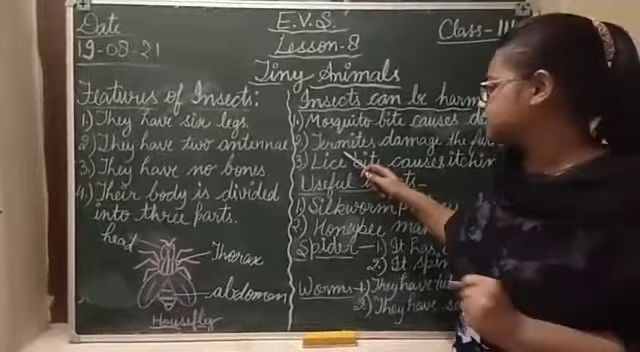 Date
19-08-21
E.V.S.
Lesson-8
Class-III
Tiny Animals
Features of Insects:
1.) They have six legs.
2.) They have two antennae
3.) They have no bones.
4.) Their body is divided
into three parts.
head
Thorax
abdomen
Housefly
Insects can be harm
1.) Mosquito bite causes
2.) Termites damage the
3.) Lice bite causes itchin
Useful
1.) Silkworm
2.) Honeybee
Spider - 1.) It has
2.) It spin
Worms - 1.) They have
2.) They have